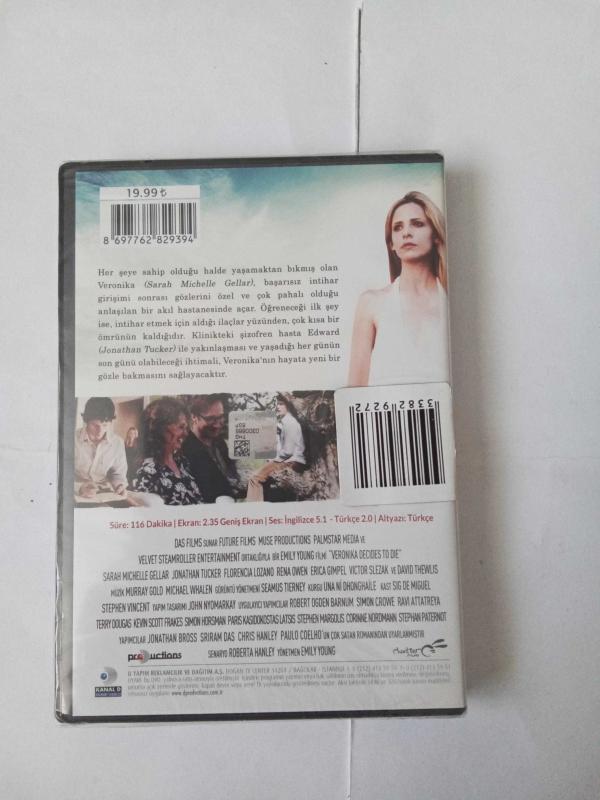 19.99₺
8 697762 829394
Her şeye sahip olduğu halde yaşamaktan bıkmış olan
Veronika (Sarah Michelle Gellar), başarısız intihar
girişimi sonrası gözlerini özel ve çok pahalı olduğu
anlaşılan bir akıl hastanesinde açar. Öğreneceği ilk şey
ise, intihar etmek için aldığı ilaçlar yüzünden, çok kısa bir
ömrünün kaldığıdır. Klinikteki şizofren hasta Edward
(Jonathan Tucker) ile yakınlaşması ve yaşadığı her günün
son günü olabileceği ihtimali, Veronika'nın hayata yeni bir
gözle bakmasını sağlayacaktır.
3382
9272
Süre: 116 Dakika | Ekran: 2.35 Geniş Ekran | Ses: İngilizce 5.1 - Türkçe 2.0 | Altyazı: Türkçe
DAS FILMS SUNAR FUTURE FILMS MUSE PRODUCTIONS PALMSTAR MEDIA VE
VELVET STEAMROLLER ENTERTAINMENT ORTAKLIĞIYLA BİR EMILY YOUNG FİLMİ "VERONIKA DECIDES TO DIE"
SARAH MICHELLE GELLAR JONATHAN TUCKER FLORENCIA LOZANO RENA OWEN ERICA GIMPEL VICTOR SLEZAK VE DAVID THEWLIS
MÜZİK MURRAY GOLD MICHAEL WHALEN GÖRÜNTÜ YÖNETMENİ SEAMUS TIERNEY KURGU UNA NI DHONGHAILE KAST SIG DE MIGUEL
STEPHEN VINCENT YAPIM TASARIMI JOHN NYOMARKAY UYGULAYICI YAPIMCILAR ROBERT OGDEN BARNUM SIMON CROWE RAVI ATTATREYA
TERRY DOUGAS KEVIN SCOTT FRAKES SIMON HORSMAN PARIS KASIDOKOSTAS LATSIS STEPHEN MARGOLIS CORINNE NORDMANN STEPHAN PATERNOT
YAPIMCILAR JONATHAN BROSS SRIRAM DAS CHRIS HANLEY PAULO COELHO'UN ÇOK SATAN ROMANINDAN UYARLANMIŞTIR
SENARYO ROBERTA HANLEY YÖNETMEN EMILY YOUNG
productions
KANAL D
D YAPIM REKLAMCILIK VE DAĞITIM A.Ş.
www.dproductions.com.tr